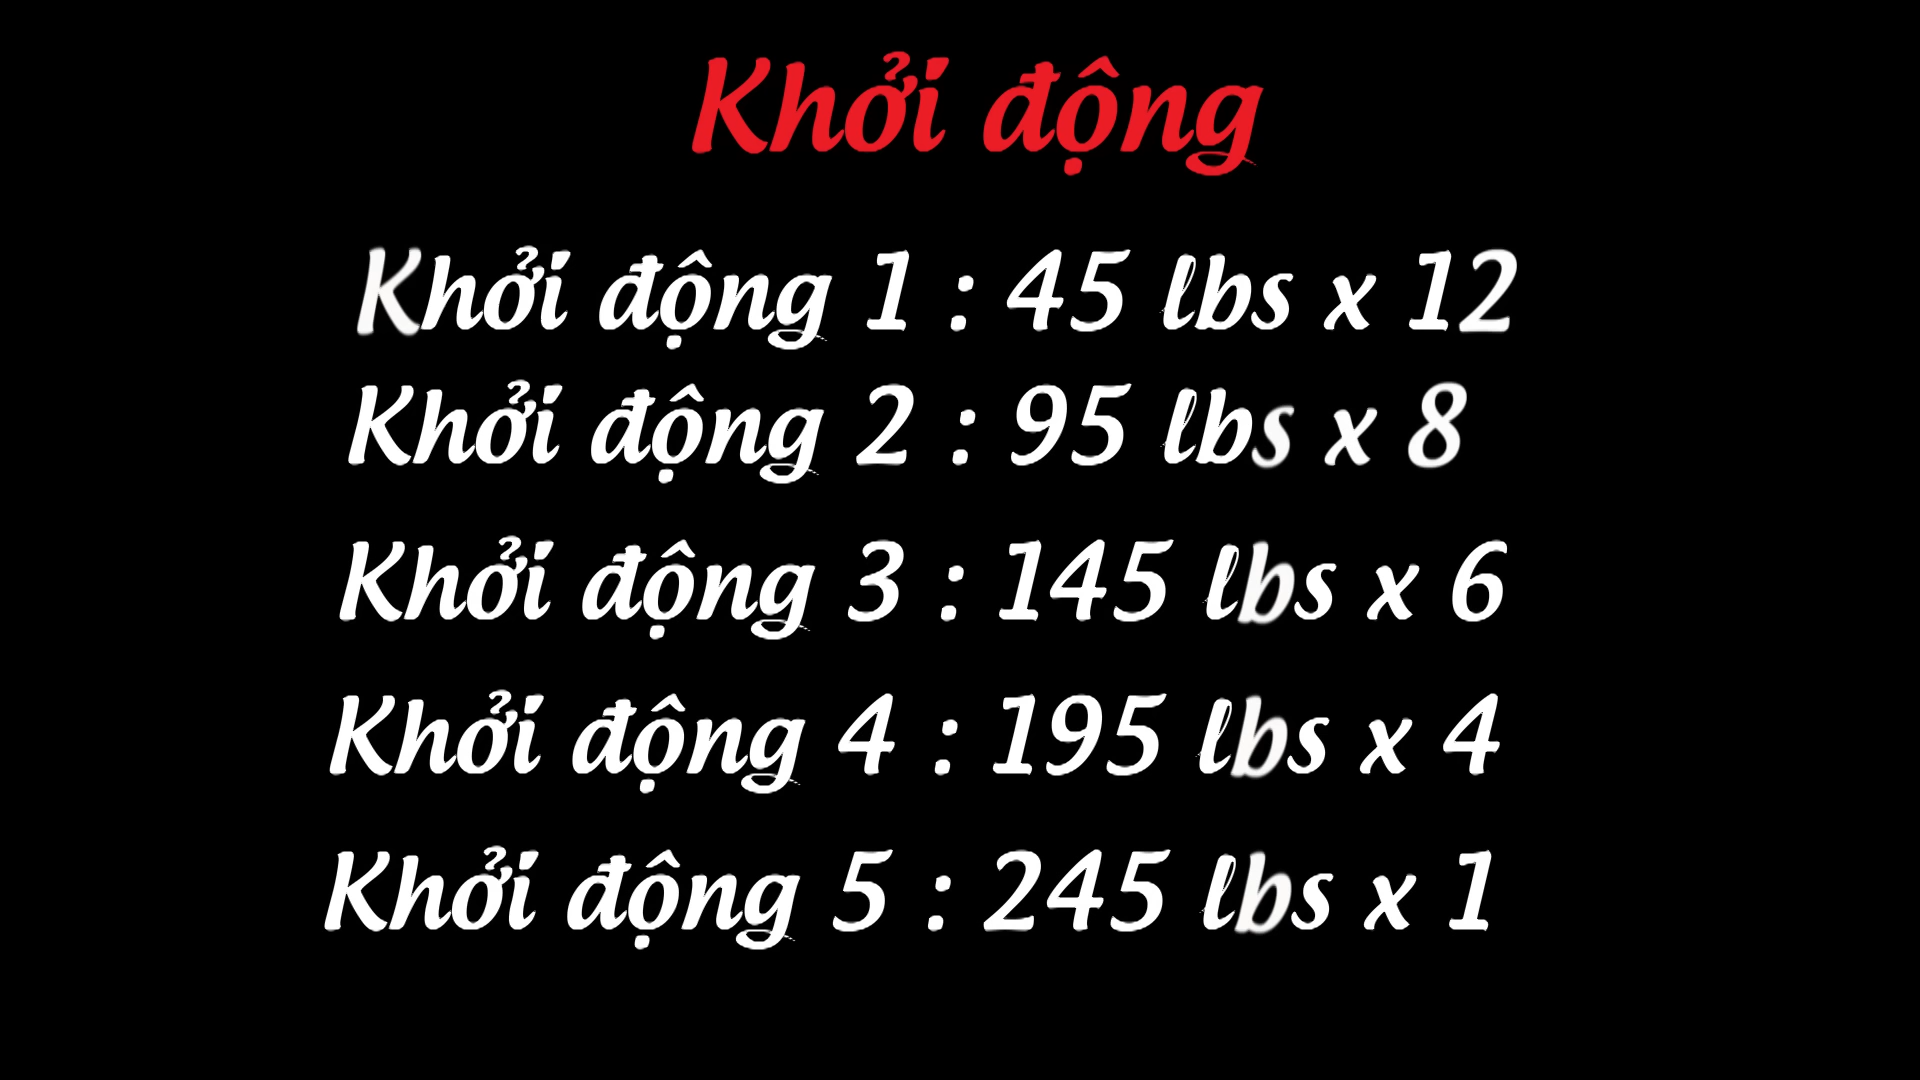 Khởi động
Khởi động 1 : 45 lbs x 12
Khởi động 2 : 95 lbs x 8
Khởi động 3 : 145 lbs x 6
Khởi động 4 : 195 lbs x 4
Khởi động 5 : 245 lbs x 1